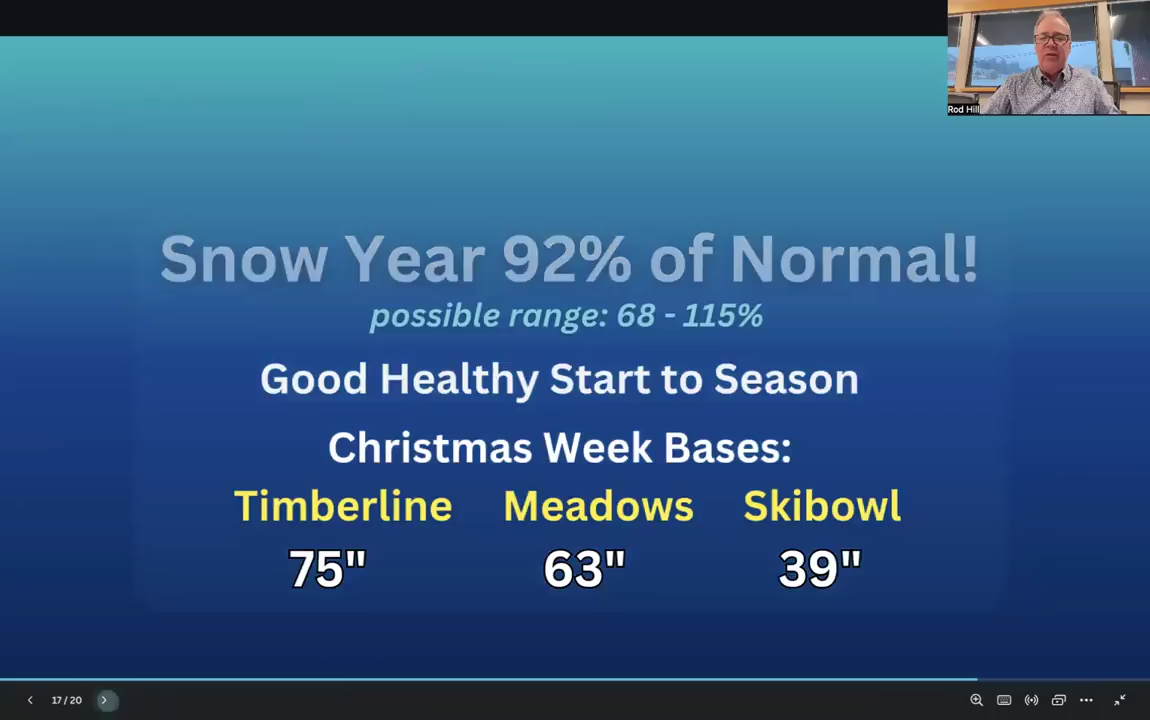 Rod Hill
Snow Year 92% of Normal!
possible range: 68 - 115%
Good Healthy Start to Season
Christmas Week Bases:
Timberline Meadows Skibowl
75" 63" 39"
17 / 20